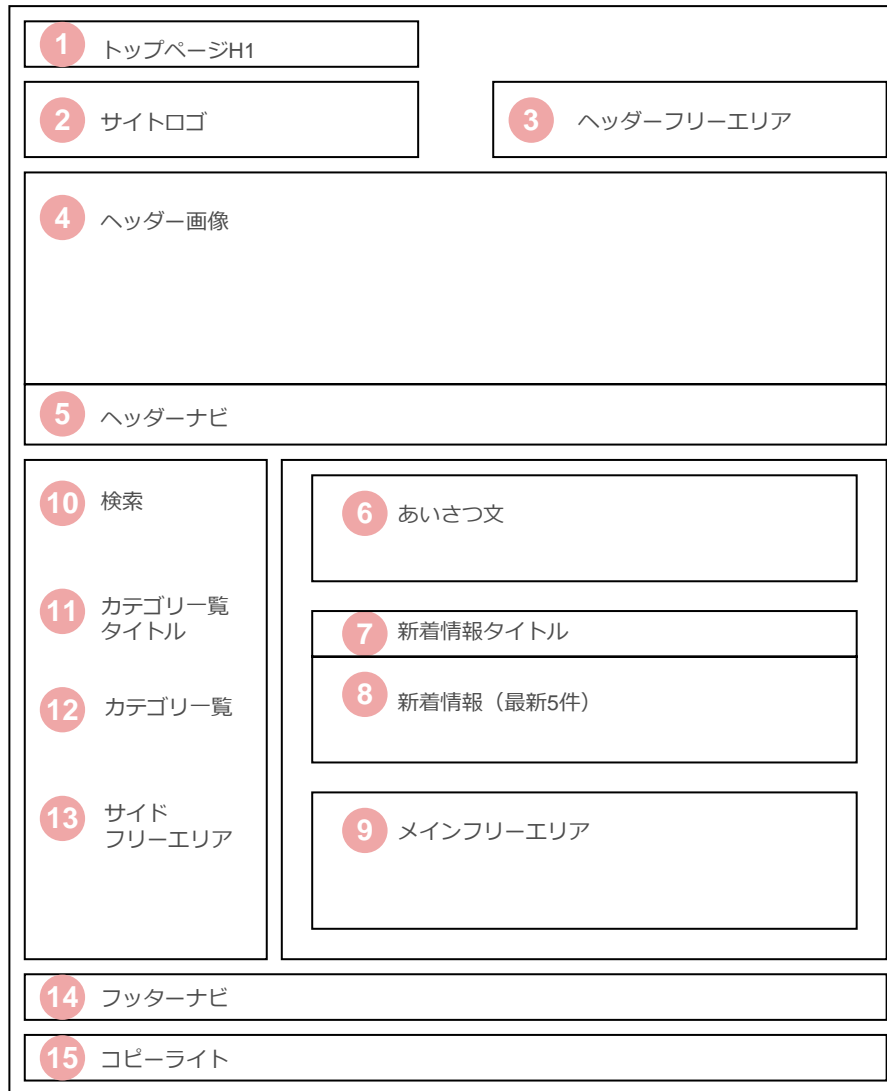 1 トップページH1
2 サイトロゴ
3 ヘッダーフリーエリア
4 ヘッダー画像
5 ヘッダーナビ
10 検索
11 カテゴリ一覧
タイトル
12 カテゴリ一覧
13 サイド
フリーエリア
6 あいさつ文
7 新着情報タイトル
8 新着情報（最新5件）
9 メインフリーエリア
14 フッターナビ
15 コピーライト